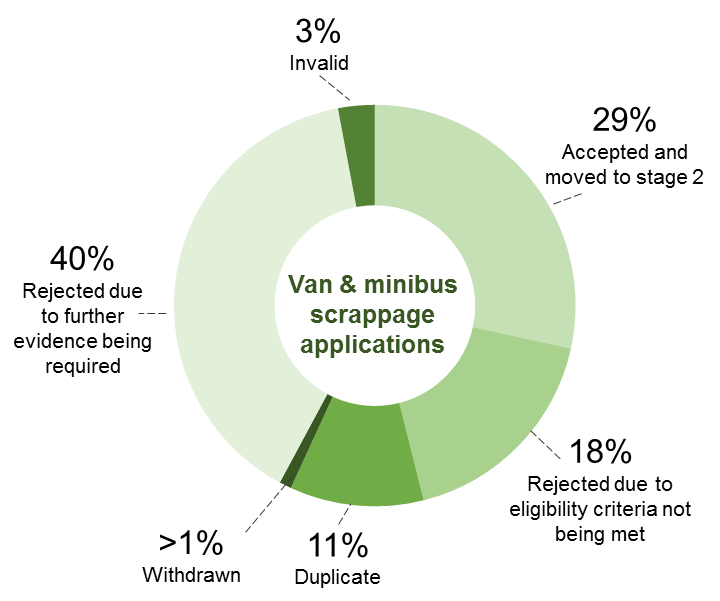 3%
Invalid
29%
Accepted and
moved to stage 2
40%
Rejected due
to further
evidence being
required
Van & minibus
scrappage
applications
18%
Rejected due to
eligibility criteria not
being met
>1%
Withdrawn
11%
Duplicate